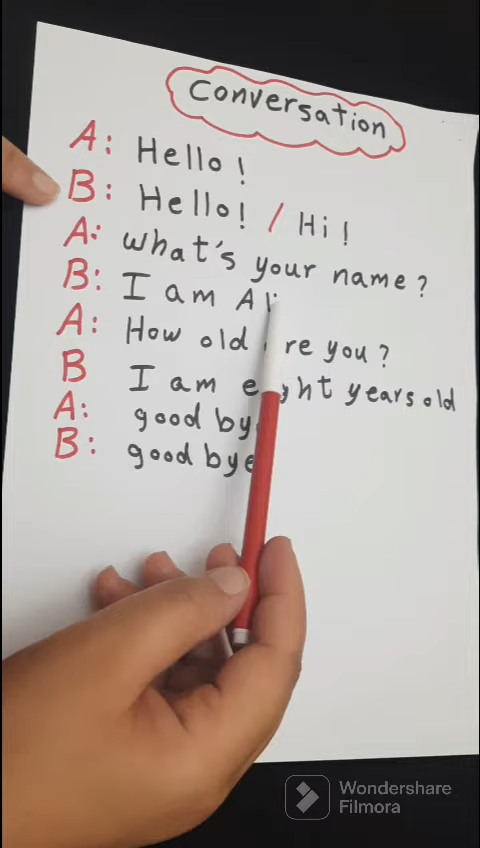 Conversation
A: Hello!
B: Hello! / Hi!
A: What's your name?
B: I am
A: How old you?
B I am years old
A: good
B: good bye
Wondershare
Filmora